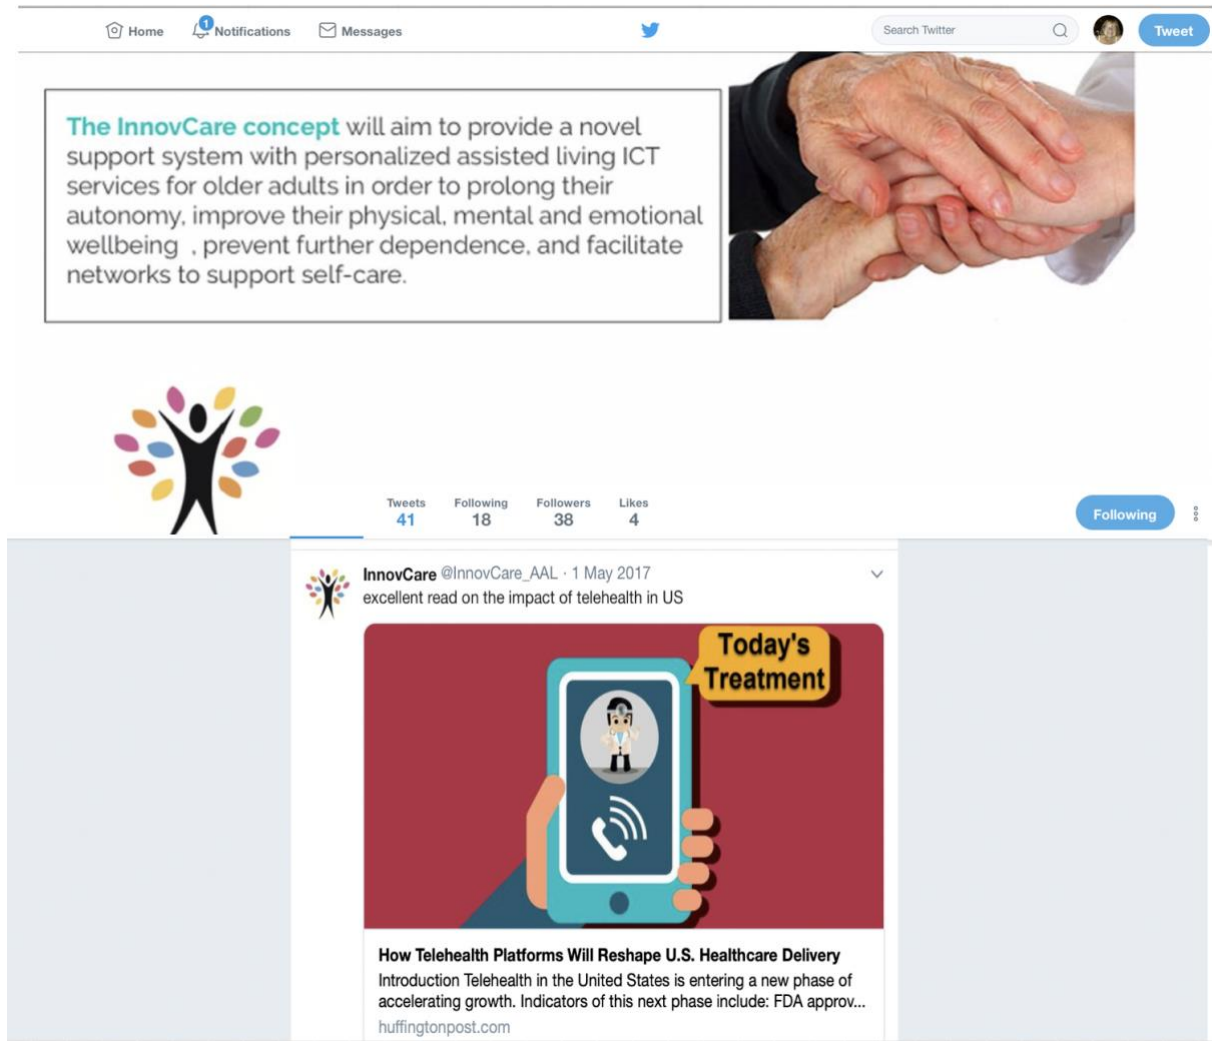 Home 1 Notifications Messages Search Twitter Tweet
The InnovCare concept will aim to provide a novel
support system with personalized assisted living ICT
services for older adults in order to prolong their
autonomy, improve their physical, mental and emotional
wellbeing , prevent further dependence, and facilitate
networks to support self-care.
Tweets Following Followers Likes
41 18 38 4
Following
InnovCare @InnovCare_AAL · 1 May 2017
excellent read on the impact of telehealth in US
Today's
Treatment
How Telehealth Platforms Will Reshape U.S. Healthcare Delivery
Introduction Telehealth in the United States is entering a new phase of
accelerating growth. Indicators of this next phase include: FDA approv...
huffingtonpost.com